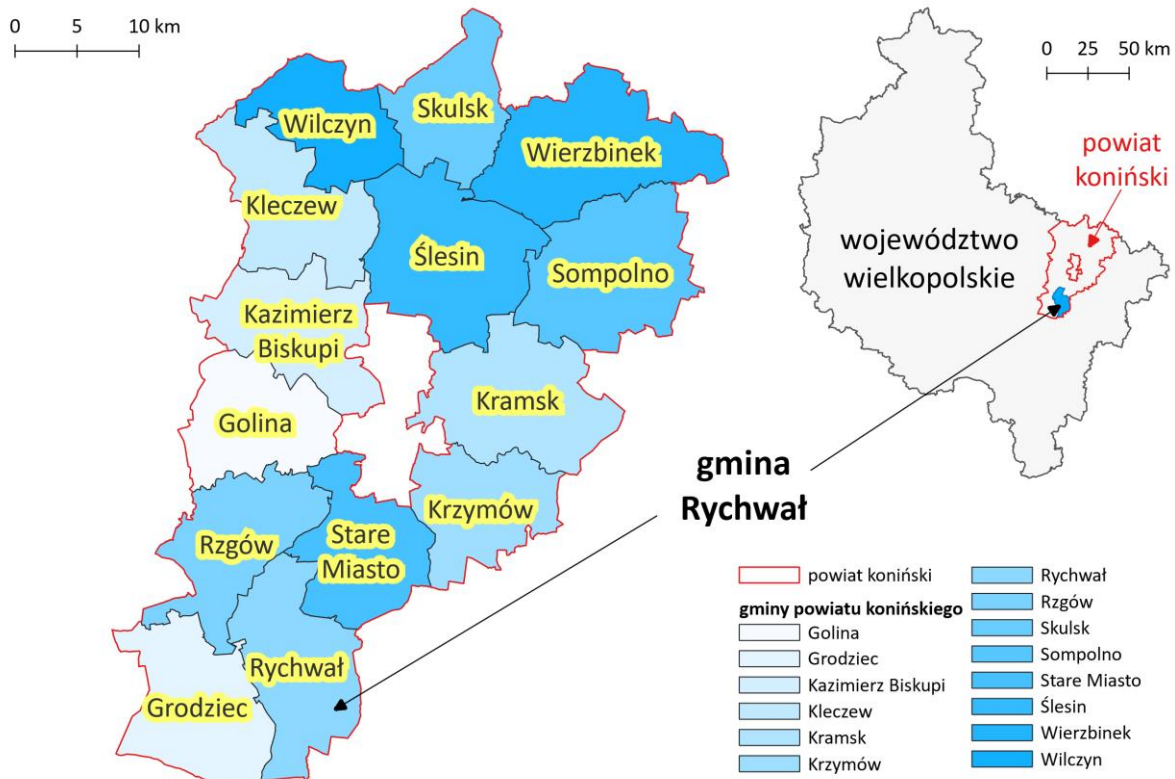 0 5 10 km
0 25 50 km
Wilczyn
Skulsk
Wierzbinek
Kleczew
Ślesin
Sompolno
Kazimierz
Biskupi
Golina
Kramsk
Krzymów
Rzgów
Stare
Miasto
Rychwał
Grodziec
powiat
koniński
województwo
wielkopolskie
gmina
Rychwał
powiat koniński
gminy powiatu konińskiego
Golina
Grodziec
Kazimierz Biskupi
Kleczew
Kramsk
Krzymów
Rychwał
Rzgów
Skulsk
Sompolno
Stare Miasto
Ślesin
Wierzbinek
Wilczyn